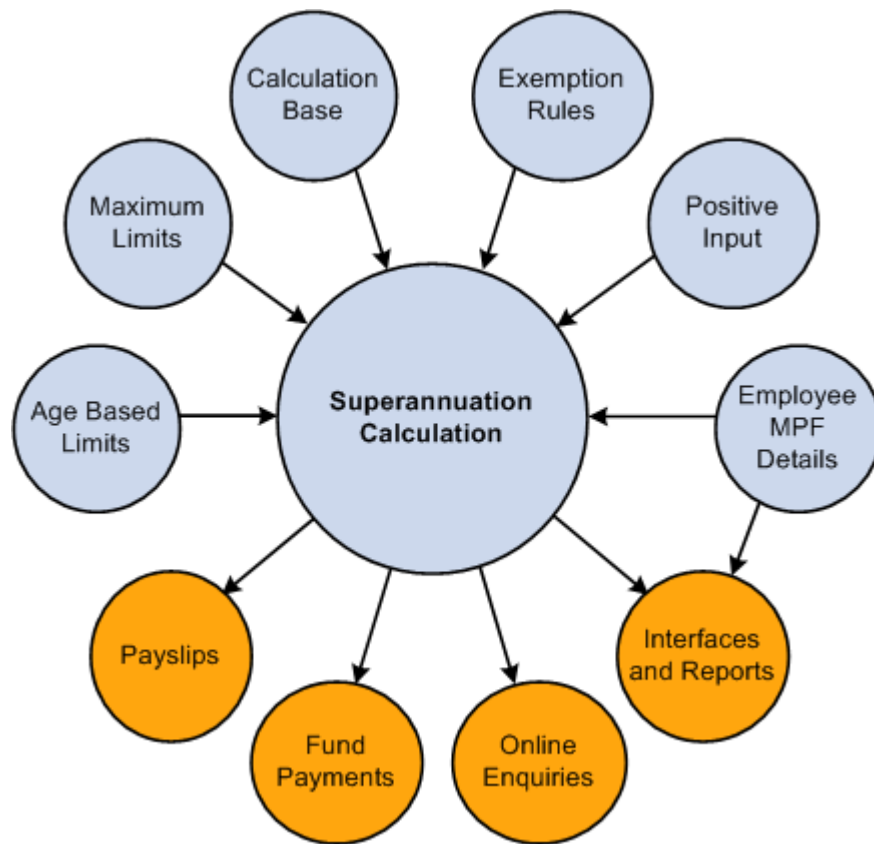 Calculation
Base
Exemption
Rules
Maximum
Limits
Positive
Input
Age Based
Limits
Superannuation
Calculation
Employee
MPF
Details
Payslips
Interfaces
and Reports
Fund
Payments
Online
Enquiries